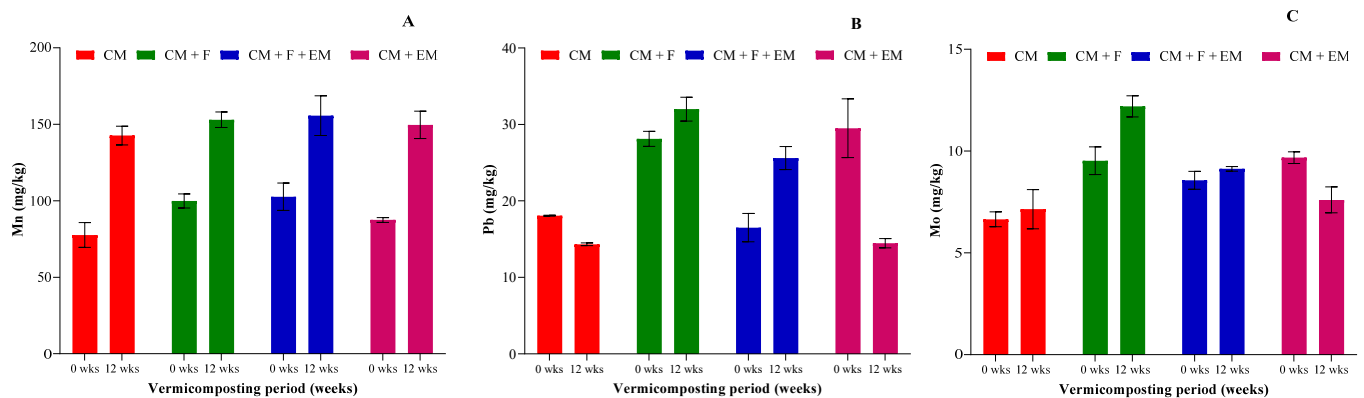 A
200
CM
CM + F
CM + F + EM
CM + EM
150
100
50
0
Mn (mg/kg)
0 wks 12 wks 0 wks 12 wks 0 wks 12 wks 0 wks 12 wks
Vermicomposting period (weeks)
B
40
CM
CM + F
CM + F + EM
CM + EM
30
20
10
0
Pb (mg/kg)
0 wks 12 wks 0 wks 12 wks 0 wks 12 wks 0 wks 12 wks
Vermicomposting period (weeks)
C
15
CM
CM + F
CM + F + EM
CM + EM
10
5
0
Mo (mg/kg)
0 wks 12 wks 0 wks 12 wks 0 wks 12 wks 0 wks 12 wks
Vermicomposting period (weeks)